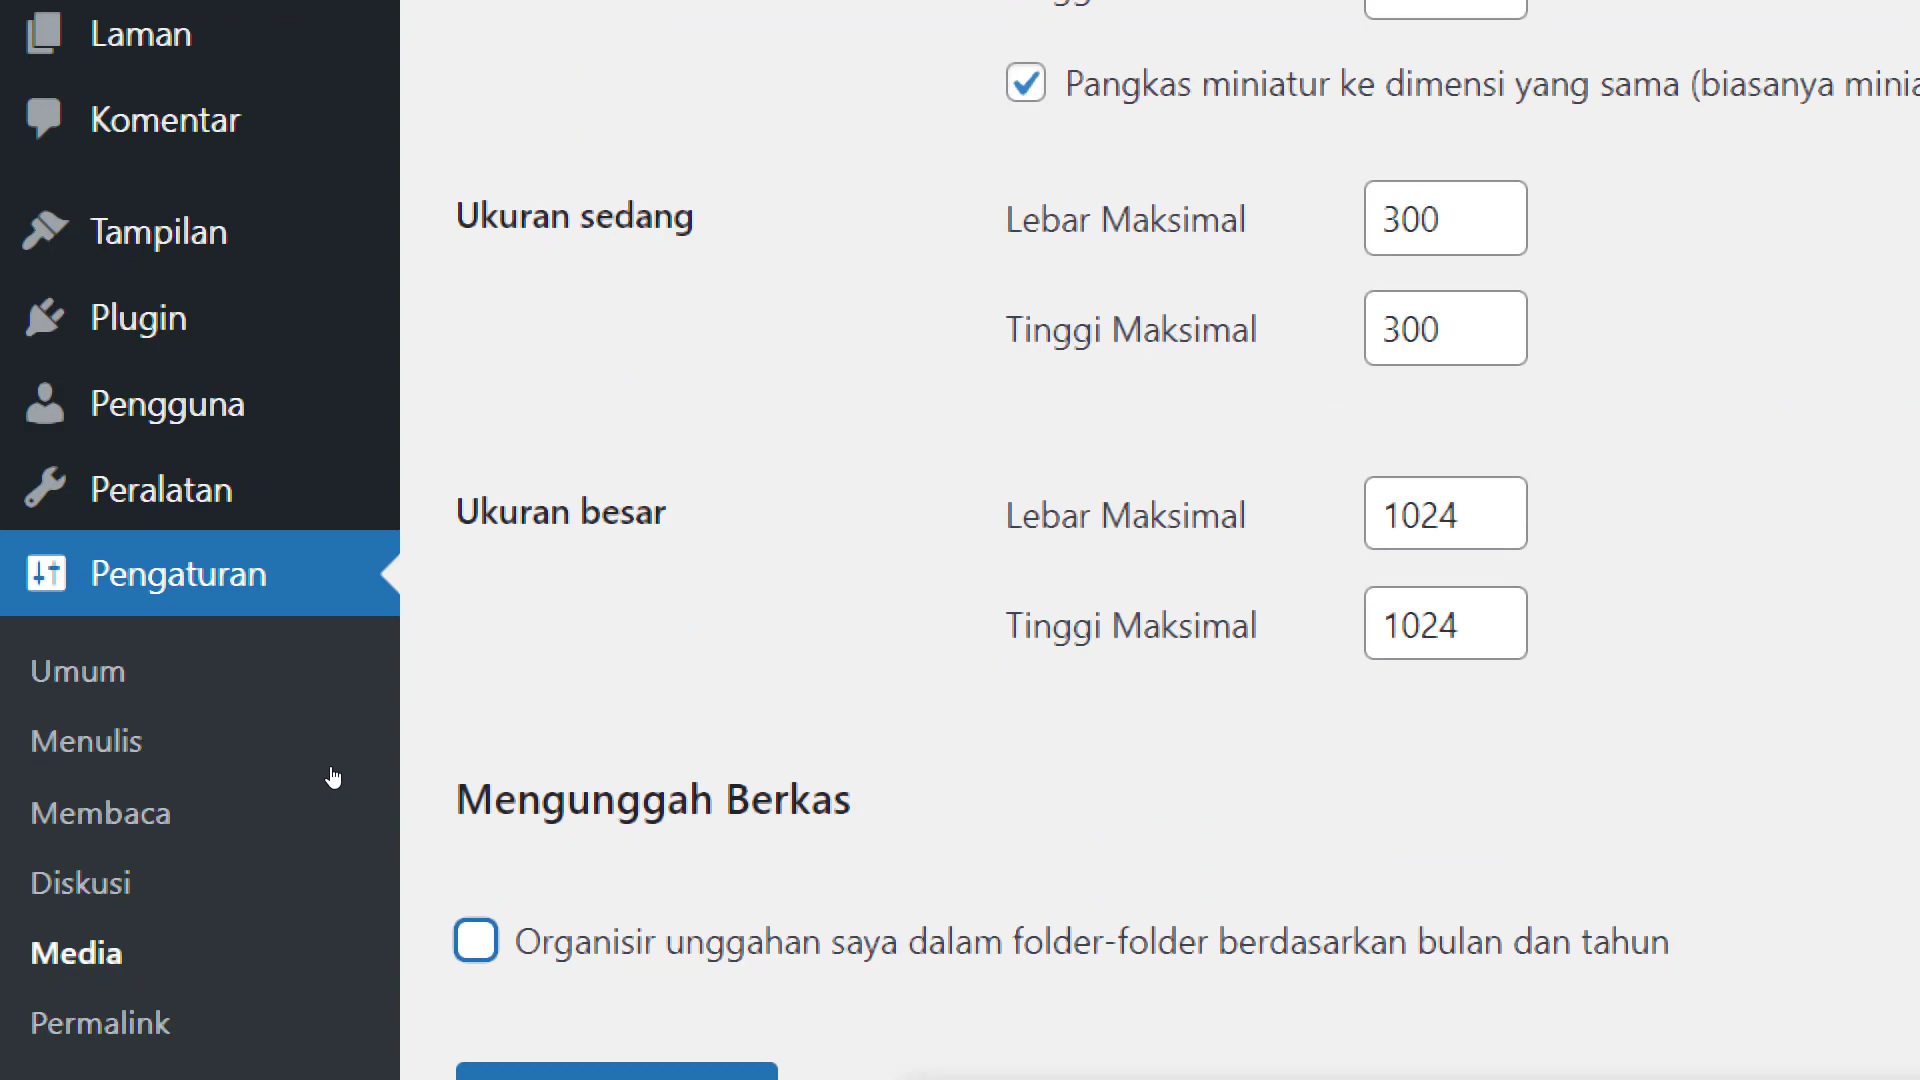 Laman
Komentar
Tampilan
Plugin
Pengguna
Peralatan
Pengaturan
Umum
Menulis
Membaca
Diskusi
Media
Permalink
Pangkas miniatur ke dimensi yang sama (biasanya
Ukuran sedang
Lebar Maksimal 300
Tinggi Maksimal 300
Ukuran besar
Lebar Maksimal 1024
Tinggi Maksimal 1024
Mengunggah Berkas
Organisir unggahan saya dalam folder-folder berdasarkan bulan dan tahun